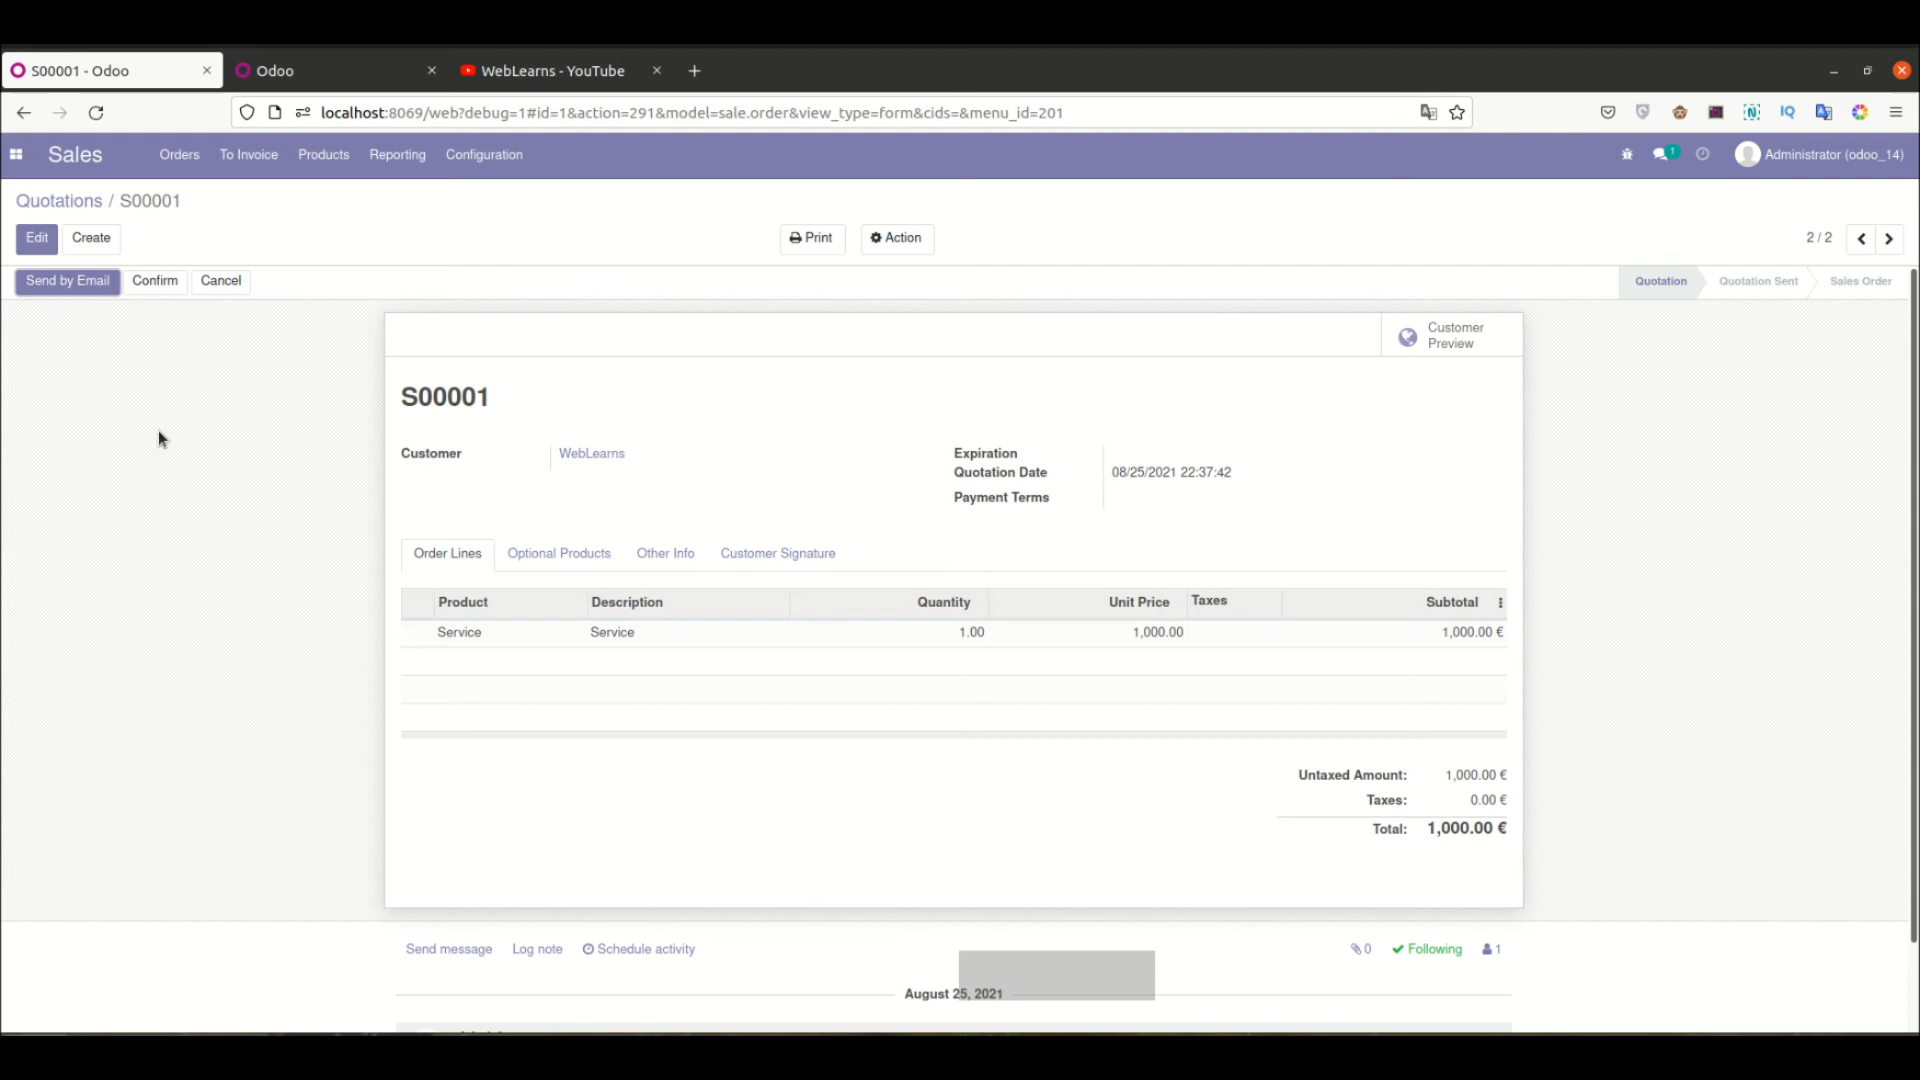 S00001 - Odoo
Odoo
WebLearns - YouTube
localhost:8069/web?debug=1#id=1&action=291&model=sale.order&view_type=form&cids=&menu_id=201
IQ
Sales
Orders
To Invoice
Products
Reporting
Configuration
1
Administrator (odoo_14)
Quotations / S00001
Edit
Create
Print
Action
2 / 2
Send by Email
Confirm
Cancel
Quotation
Quotation Sent
Sales Order
Customer
Preview
S00001
Customer
WebLearns
Expiration
Quotation Date 08/25/2021 22:37:42
Payment Terms
Order Lines
Optional Products
Other Info
Customer Signature
Product Description Quantity Unit Price Taxes Subtotal
Service Service 1.00 1,000.00 1,000.00 €
Untaxed Amount: 1,000.00 €
Taxes: 0.00 €
Total: 1,000.00 €
Send message
Log note
Schedule activity
0
Following
1
August 25, 2021